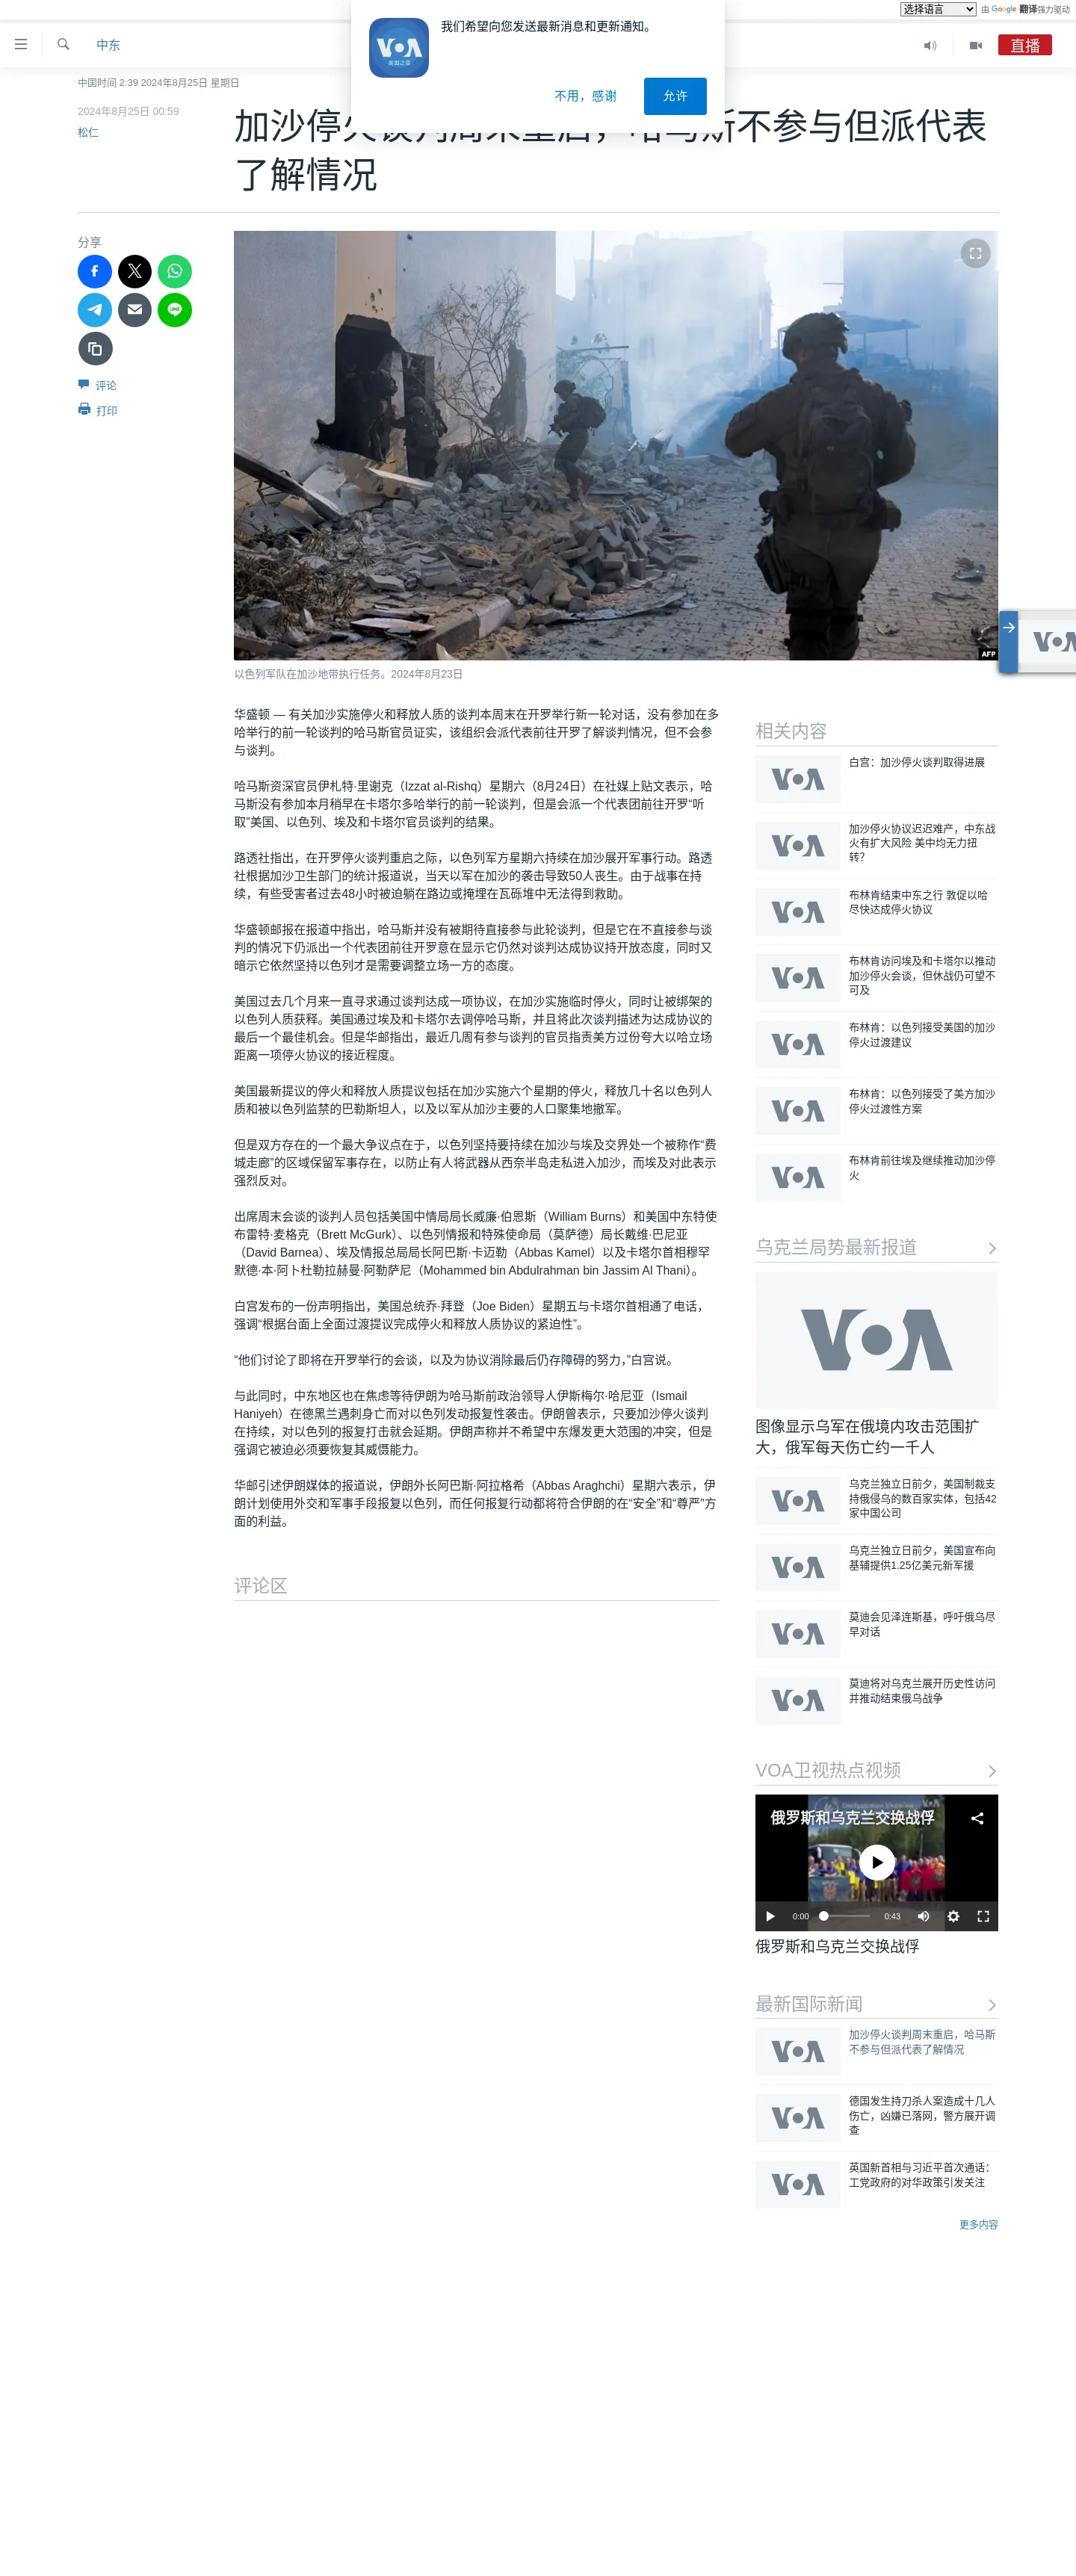 选择语言
由 Google 翻译强力驱动
中东
直播
VOA
美国之音
我们希望向您发送最新消息和更新通知。
不用，感谢
允许
中国时间 2:39 2024年8月25日 星期日
2024年8月25日 00:59
松仁
加沙停火谈判周末重启，哈马斯不参与但派代表
了解情况
分享
LINE
评论
打印
AFP
以色列军队在加沙地带执行任务。2024年8月23日
华盛顿 — 有关加沙实施停火和释放人质的谈判本周末在开罗举行新一轮对话，没有参加在多
哈举行的前一轮谈判的哈马斯官员证实，该组织会派代表前往开罗了解谈判情况，但不会参
与谈判。
哈马斯资深官员伊札特·里谢克（Izzat al-Rishq）星期六（8月24日）在社媒上贴文表示，哈
马斯没有参加本月稍早在卡塔尔多哈举行的前一轮谈判，但是会派一个代表团前往开罗“听
取”美国、以色列、埃及和卡塔尔官员谈判的结果。
路透社指出，在开罗停火谈判重启之际，以色列军方星期六持续在加沙展开军事行动。路透
社根据加沙卫生部门的统计报道说，当天以军在加沙的袭击导致50人丧生。由于战事在持
续，有些受害者过去48小时被迫躺在路边或掩埋在瓦砾堆中无法得到救助。
华盛顿邮报在报道中指出，哈马斯并没有被期待直接参与此轮谈判，但是它在不直接参与谈
判的情况下仍派出一个代表团前往开罗意在显示它仍然对谈判达成协议持开放态度，同时又
暗示它依然坚持以色列才是需要调整立场一方的态度。
美国过去几个月来一直寻求通过谈判达成一项协议，在加沙实施临时停火，同时让被绑架的
以色列人质获释。美国通过埃及和卡塔尔去调停哈马斯，并且将此次谈判描述为达成协议的
最后一个最佳机会。但是华邮指出，最近几周有参与谈判的官员指责美方过份夸大以哈立场
距离一项停火协议的接近程度。
美国最新提议的停火和释放人质提议包括在加沙实施六个星期的停火，释放几十名以色列人
质和被以色列监禁的巴勒斯坦人，以及以军从加沙主要的人口聚集地撤军。
但是双方存在的一个最大争议点在于，以色列坚持要持续在加沙与埃及交界处一个被称作“费
城走廊”的区域保留军事存在，以防止有人将武器从西奈半岛走私进入加沙，而埃及对此表示
强烈反对。
出席周末会谈的谈判人员包括美国中情局局长威廉·伯恩斯（William Burns）和美国中东特使
布雷特·麦格克（Brett McGurk）、以色列情报和特殊使命局（莫萨德）局长戴维·巴尼亚
（David Barnea）、埃及情报总局局长阿巴斯·卡迈勒（Abbas Kamel）以及卡塔尔首相穆罕
默德·本·阿卜杜勒拉赫曼·阿勒萨尼（Mohammed bin Abdulrahman bin Jassim Al Thani）。
白宫发布的一份声明指出，美国总统乔·拜登（Joe Biden）星期五与卡塔尔首相通了电话，
强调“根据台面上全面过渡提议完成停火和释放人质协议的紧迫性”。
“他们讨论了即将在开罗举行的会谈，以及为协议消除最后仍存障碍的努力，”白宫说。
与此同时，中东地区也在焦虑等待伊朗为哈马斯前政治领导人伊斯梅尔·哈尼亚（Ismail
Haniyeh）在德黑兰遇刺身亡而对以色列发动报复性袭击。伊朗曾表示，只要加沙停火谈判
在持续，对以色列的报复打击就会延期。伊朗声称并不希望中东爆发更大范围的冲突，但是
强调它被迫必须要恢复其威慑能力。
华邮引述伊朗媒体的报道说，伊朗外长阿巴斯·阿拉格希（Abbas Araghchi）星期六表示，伊
朗计划使用外交和军事手段报复以色列，而任何报复行动都将符合伊朗的在“安全”和“尊严”方
面的利益。
评论区
相关内容
VOA
白宫：加沙停火谈判取得进展
VOA
加沙停火协议迟迟难产，中东战
火有扩大风险 美中均无力扭
转？
VOA
布林肯结束中东之行 敦促以哈
尽快达成停火协议
VOA
布林肯访问埃及和卡塔尔以推动
加沙停火会谈，但休战仍可望不
可及
VOA
布林肯：以色列接受美国的加沙
停火过渡建议
VOA
布林肯：以色列接受了美方加沙
停火过渡性方案
VOA
布林肯前往埃及继续推动加沙停
火
乌克兰局势最新报道
VOA
图像显示乌军在俄境内攻击范围扩
大，俄军每天伤亡约一千人
VOA
乌克兰独立日前夕，美国制裁支
持俄侵乌的数百家实体，包括42
家中国公司
VOA
乌克兰独立日前夕，美国宣布向
基辅提供1.25亿美元新军援
VOA
莫迪会见泽连斯基，呼吁俄乌尽
早对话
VOA
莫迪将对乌克兰展开历史性访问
并推动结束俄乌战争
VOA卫视热点视频
俄罗斯和乌克兰交换战俘
0:00
0:43
俄罗斯和乌克兰交换战俘
最新国际新闻
VOA
加沙停火谈判周末重启，哈马斯
不参与但派代表了解情况
VOA
德国发生持刀杀人案造成十几人
伤亡，凶嫌已落网，警方展开调
查
VOA
英国新首相与习近平首次通话：
工党政府的对华政策引发关注
更多内容